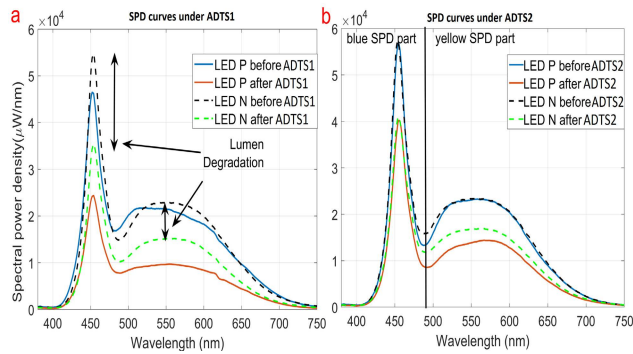 a
SPD curves under ADTS1
×10⁴
Spectral power density(μW/nm)
6
5
4
3
2
1
0
LED P before ADTS1
LED P after ADTS1
LED N before ADTS1
LED N after ADTS1
Lumen
Degradation
400 450 500 550 600 650 700 750
Wavelength (nm)
b
SPD curves under ADTS2
×10⁴
blue SPD part
yellow SPD part
6
5
4
3
2
1
0
LED P before ADTS2
LED P after ADTS2
LED N before ADTS2
LED N after ADTS2
400 450 500 550 600 650 700 750
Wavelength (nm)